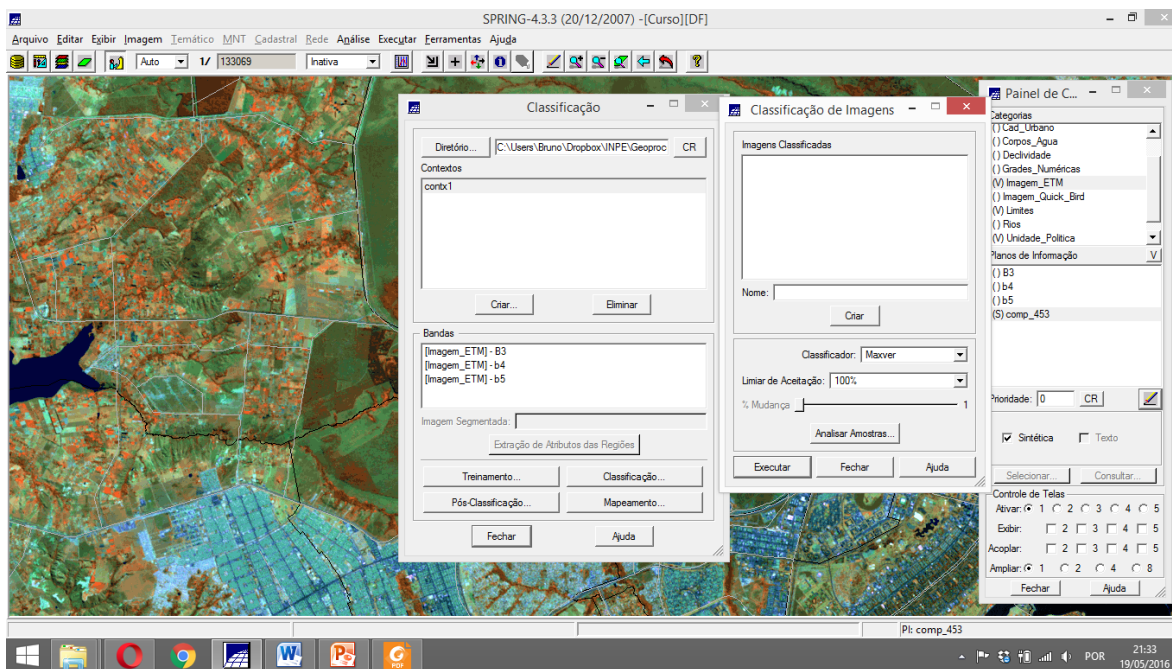 SPRING-4.3.3 (20/12/2007) -[Curso][DF]
Arquivo Editar Exibir Imagem Temático MNT Cadastral Rede Análise Executar Ferramentas Ajuda
Auto 1/ 133069 Inativa
Classificação
Diretório... C:\Users\Bruno\Dropbox\INPE\Geoproc CR
Contextos
contx1
Criar... Eliminar
Bandas
[Imagem_ETM] - B3
[Imagem_ETM] - b4
[Imagem_ETM] - b5
Imagem Segmentada:
Extração de Atributos das Regiões
Treinamento... Classificação...
Pós-Classificação... Mapeamento...
Fechar Ajuda
Classificação de Imagens
Imagens Classificadas
Nome:
Criar
Classificador: Maxver
Limiar de Aceitação: 100%
% Mudança 1
Analisar Amostras...
Executar Fechar Ajuda
Painel de C...
Categorias
( ) Cad_Urbano
( ) Corpos_Agua
( ) Declividade
( ) Grades_Numéricas
(V) Imagem_ETM
( ) Imagem_Quick_Bird
(V) Limites
( ) Rios
(V) Unidade_Politica
Planos de Informação V
( ) B3
( ) b4
( ) b5
(S) comp_453
Prioridade: 0 CR
Sintética Texto
Selecionar... Consultar...
Controle de Telas
Ativar: 1 2 3 4 5
Exibir: 2 3 4 5
Acoplar: 2 3 4 5
Ampliar: 1 2 4 8
Fechar Ajuda
PI: comp_453
PDF
POR
21:33
19/05/2016